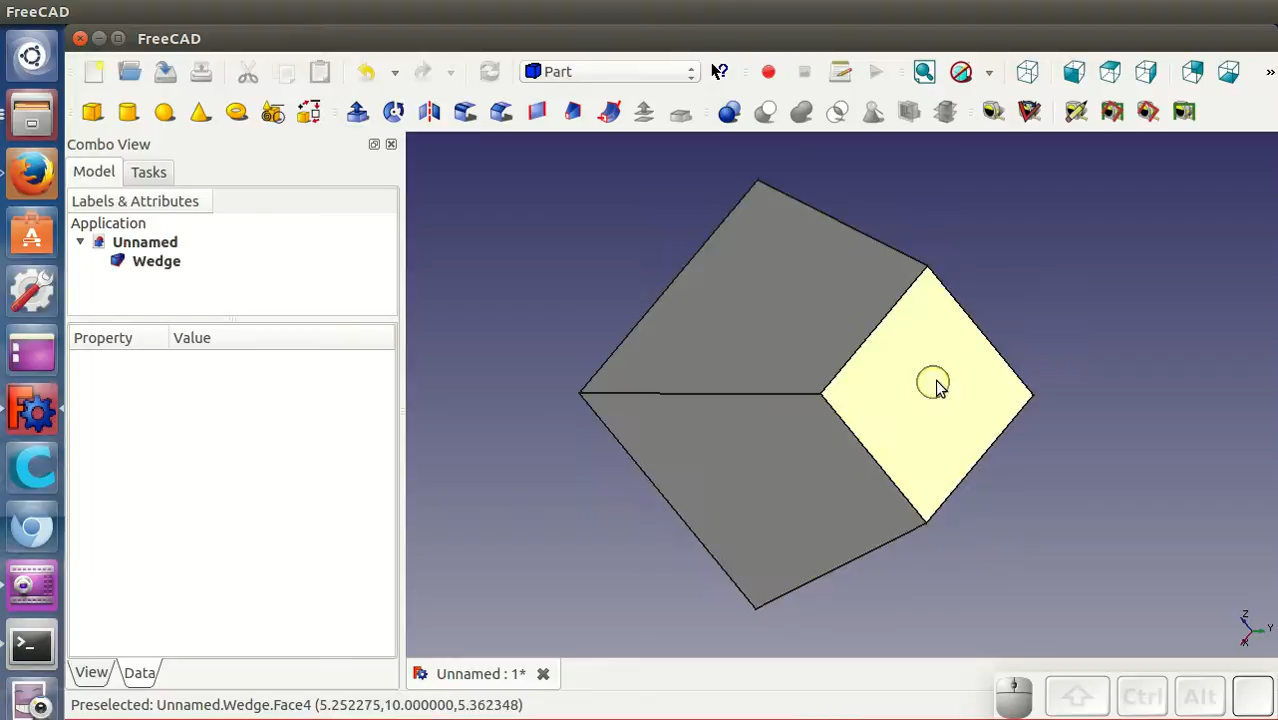 FreeCAD
FreeCAD
Part
»
Combo View
Model
Tasks
Labels & Attributes
Application
Unnamed
Wedge
Property
Value
View
Data
Unnamed : 1*
Z
Y
X
Ctrl
Alt
Preselected: Unnamed.Wedge.Face4 (5.252275,10.000000,5.362348)